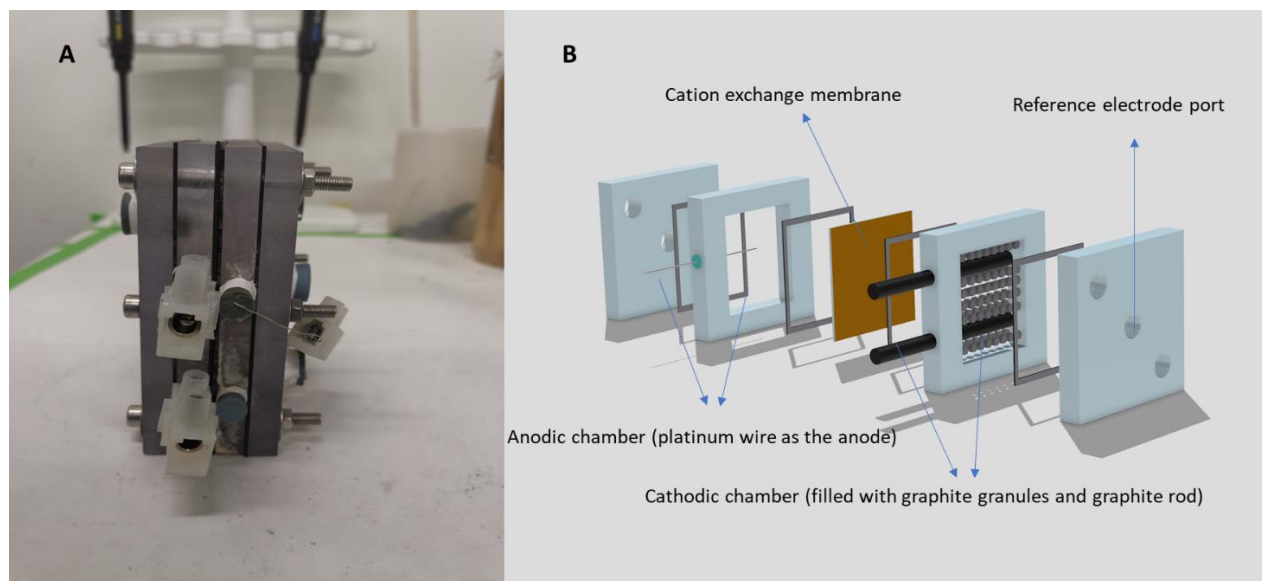 A
B
Cation exchange membrane
Reference electrode port
Anodic chamber (platinum wire as the anode)
Cathodic chamber (filled with graphite granules and graphite rod)